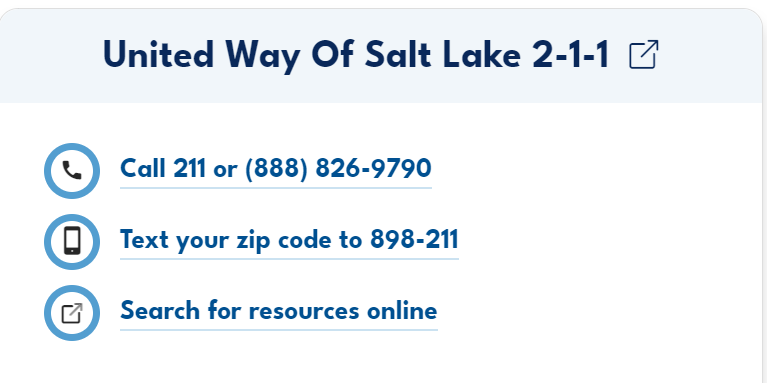 United Way Of Salt Lake 2-1-1
Call 211 or (888) 826-9790
Text your zip code to 898-211
Search for resources online